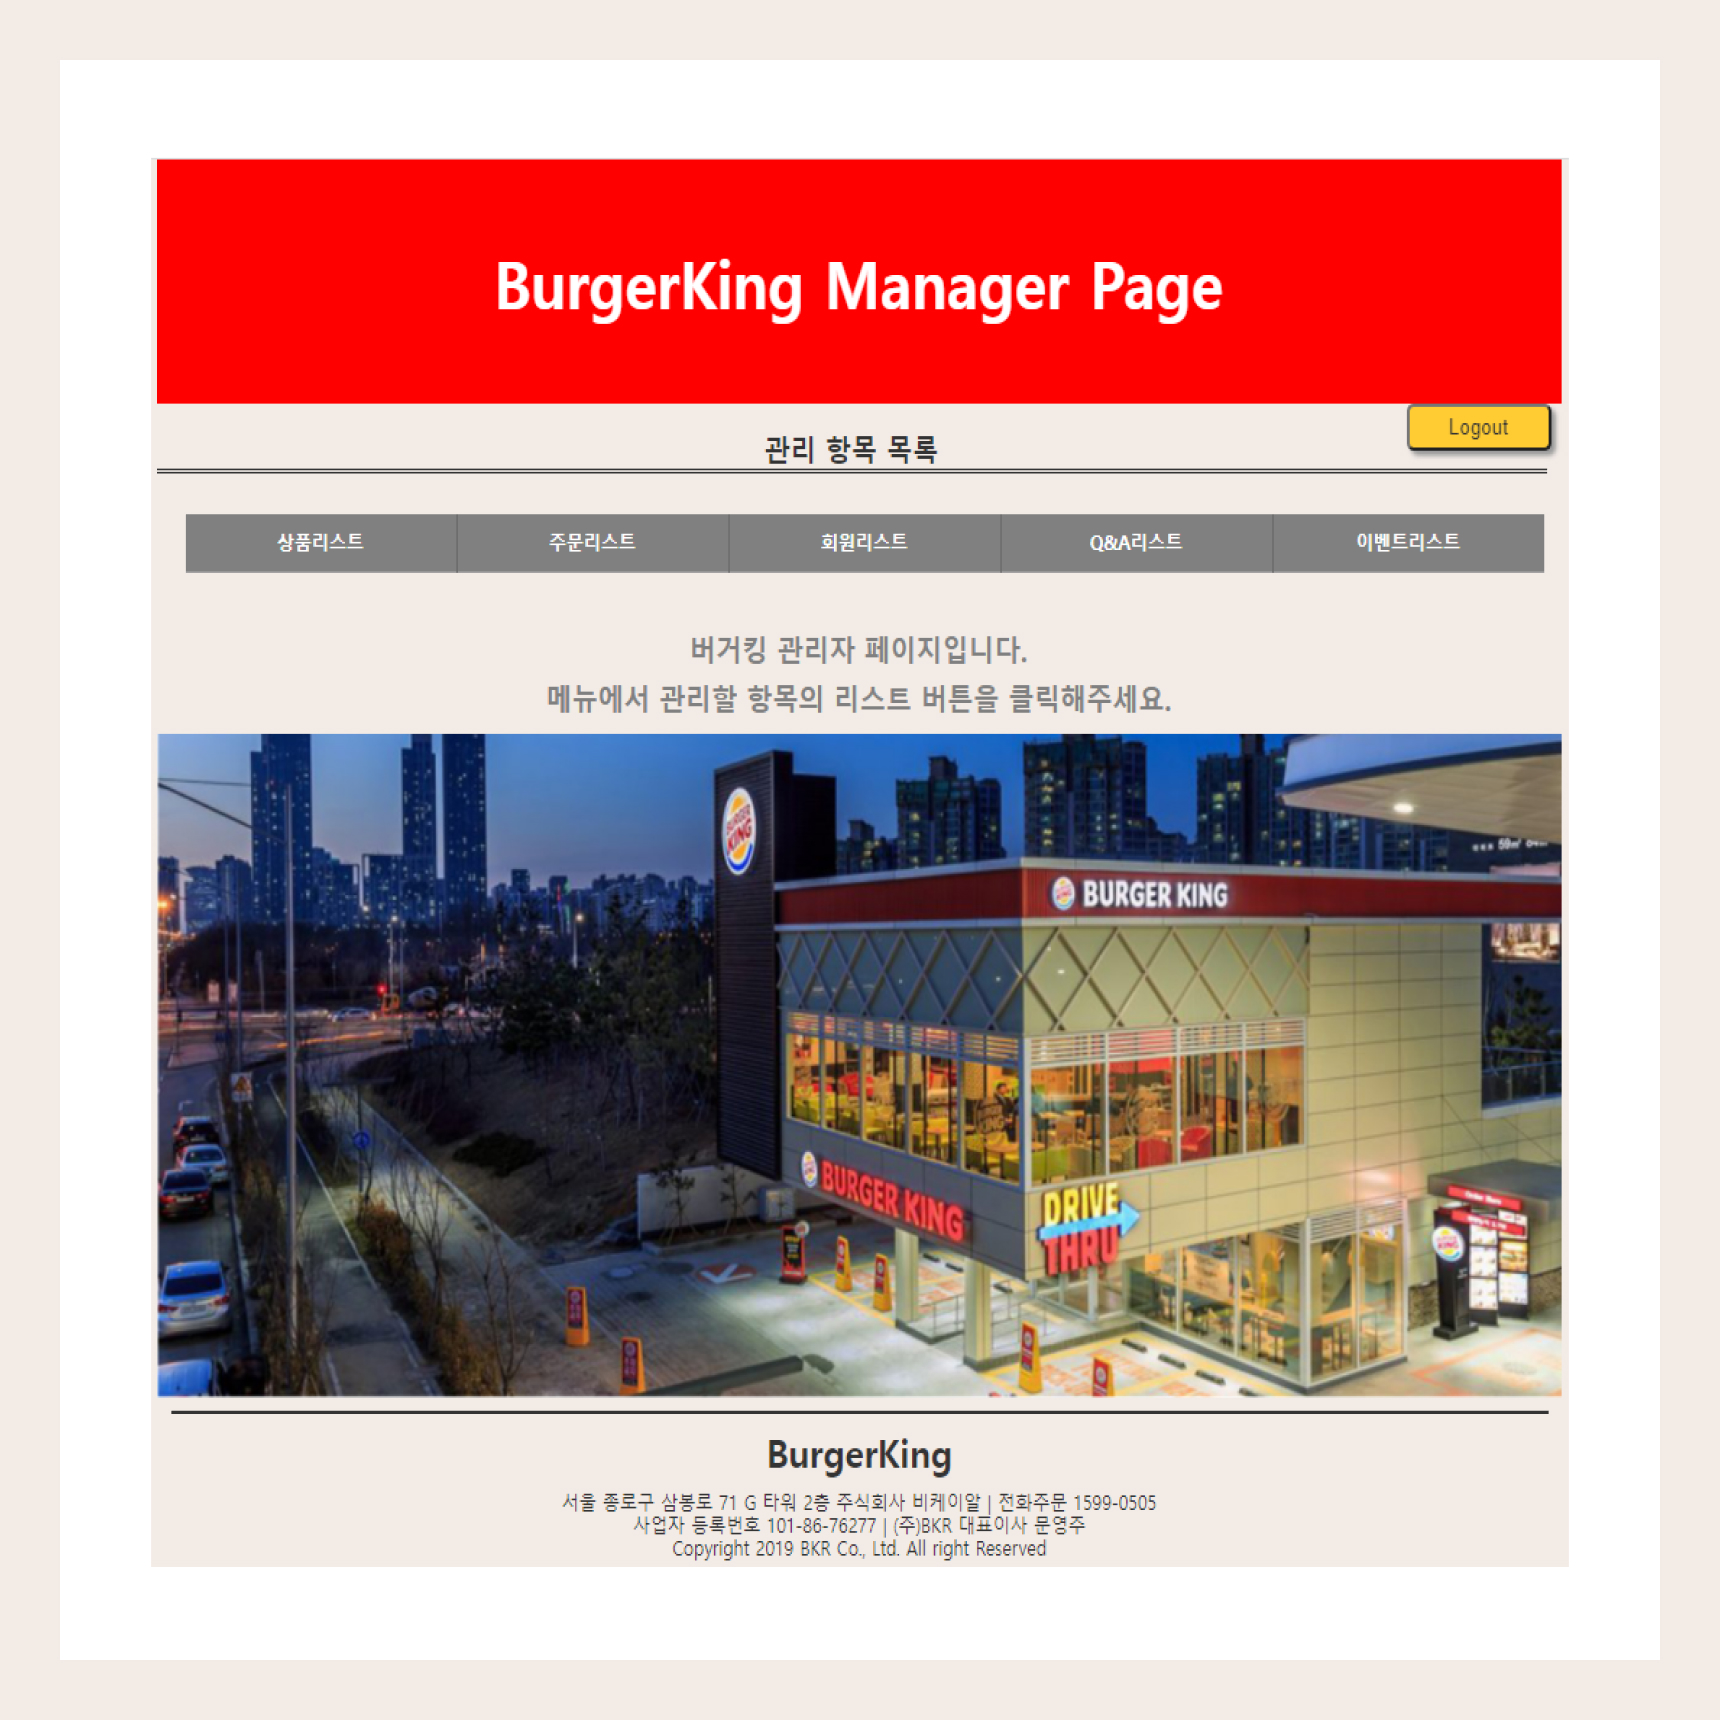 BurgerKing Manager Page
Logout
관리 항목 목록
상품리스트 주문리스트 회원리스트 Q&A리스트 이벤트리스트
버거킹 관리자 페이지입니다.
메뉴에서 관리할 항목의 리스트 버튼을 클릭해주세요.
BURGER KING
BURGER KING
BURGER KING
DRIVE
THRU
BurgerKing
서울 종로구 삼봉로 71 G 타워 2층 주식회사 비케이알 | 전화주문 1599-0505
사업자 등록번호 101-86-76277 | (주)BKR 대표이사 문영주
Copyright 2019 BKR Co., Ltd. All right Reserved